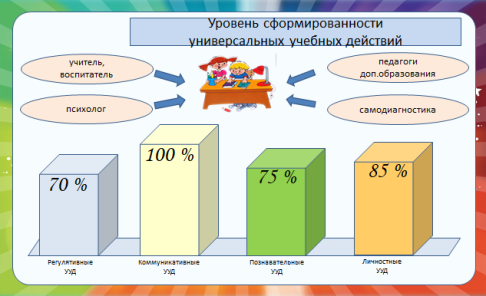 Уровень сформированности
универсальных учебных действий
учитель,
воспитатель
педагоги
доп.образования
психолог
самодиагностика
70 %
100 %
75 %
85 %
Регулятивные
УУД
Коммуникативные
УУД
Познавательные
УУД
Личностные
УУД